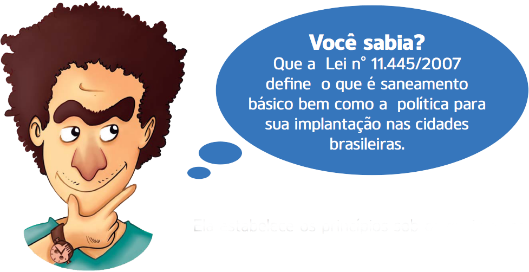 Você sabia?
Que a Lei n° 11.445/2007
define o que é saneamento
básico bem como a política para
sua implantação nas cidades
brasileiras.